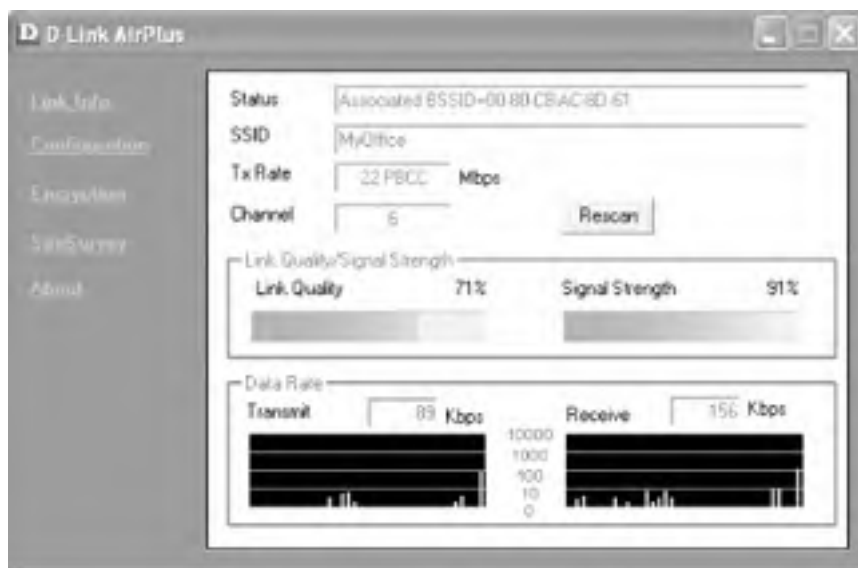 D-Link AirPlus
Link Info
Configuration
Encryption
SiteSurvey
About
Status Associated BSSID=00-80-C8-AC-8D-61
SSID MyOffice
Tx Rate 22 PBCC Mbps
Channel 6 Rescan
Link Quality/Signal Strength
Link Quality 71% Signal Strength 91%
Data Rate
Transmit 89 Kbps Receive 156 Kbps
10000
1000
100
10
0